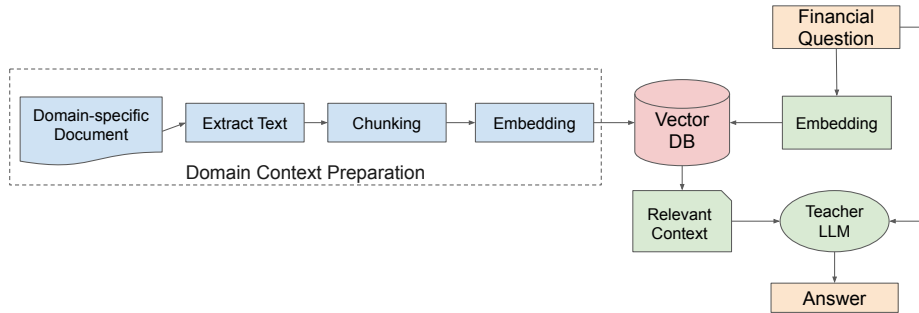 Financial
Question
Domain-specific
Document
Extract Text
Chunking
Embedding
Vector
DB
Embedding
Domain Context Preparation
Relevant
Context
Teacher
LLM
Answer